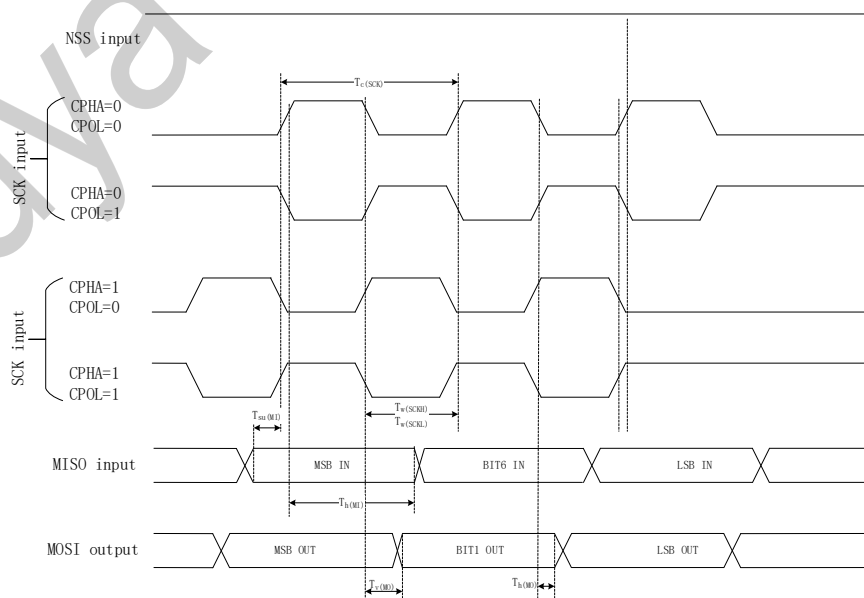 NSS input
Tc(SCK)
SCK input
CPHA=0
CPOL=0
CPHA=0
CPOL=1
SCK input
CPHA=1
CPOL=0
CPHA=1
CPOL=1
Tw(SCKH)
Tw(SCKL)
Tsu(MI)
MISO input
MSB IN
BIT6 IN
LSB IN
Th(MI)
MOSI output
MSB OUT
BIT1 OUT
LSB OUT
Tv(MO)
Th(MO)